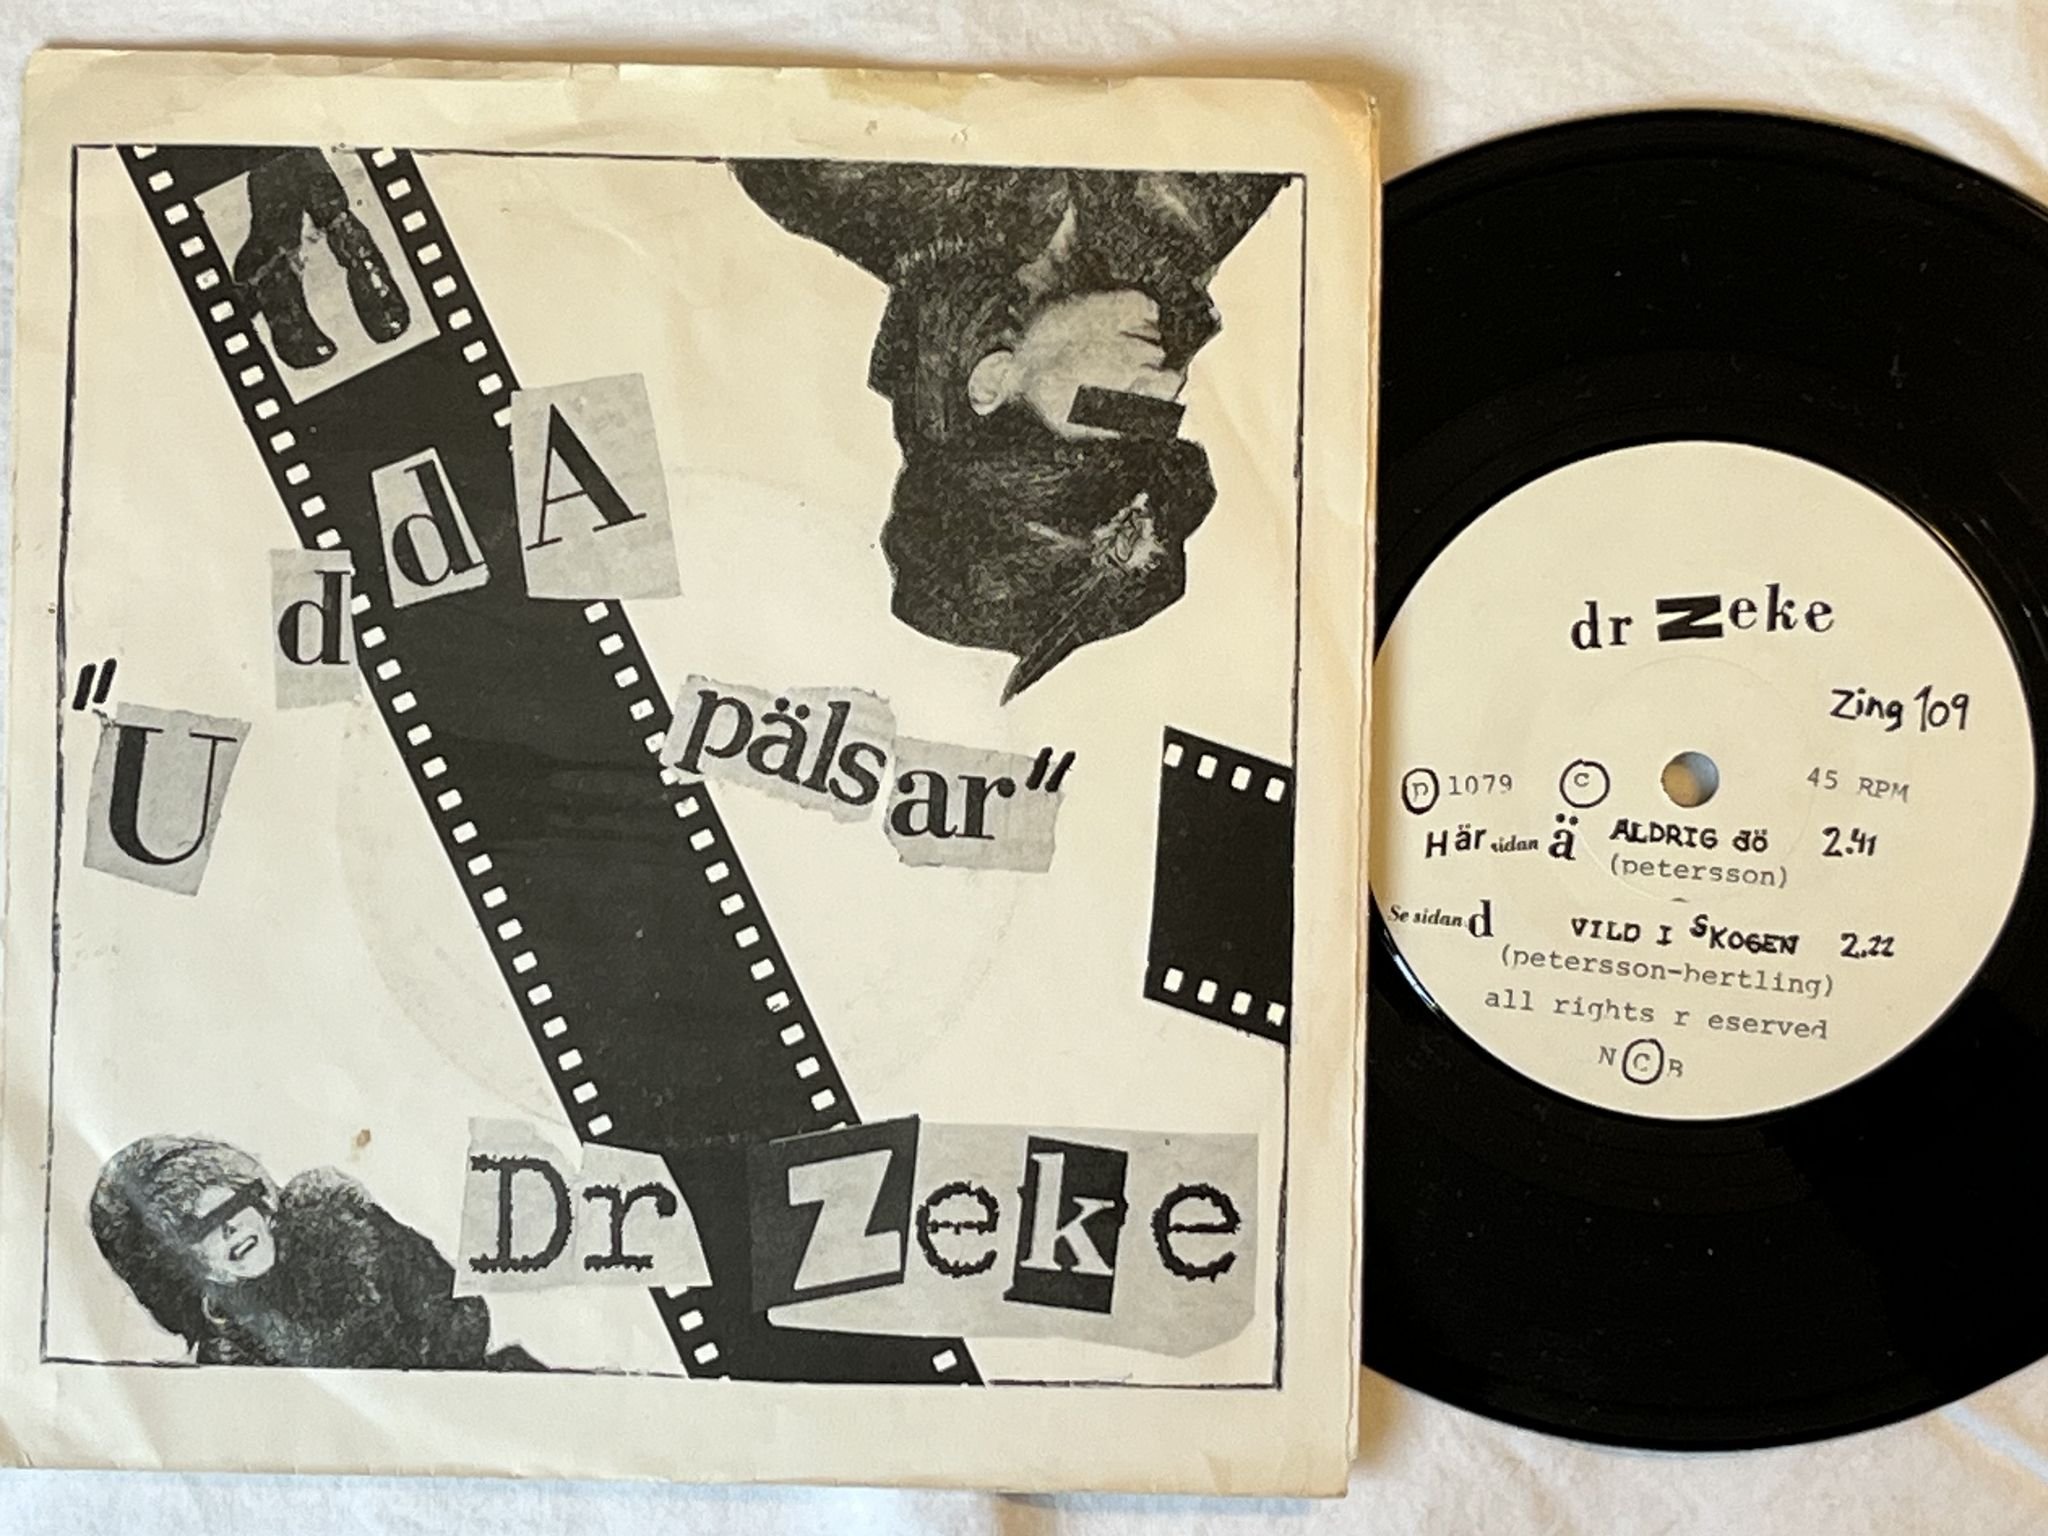 "UddA
pälsar"
Dr Zeke
dr Zeke
Zing 109
Ⓟ 1079 © 45 RPM
Här sidan ä ALDRIG dö 2.41
(petersson)
Se sidan d VILD I SKOGEN 2.22
(petersson-hertling)
all rights r eserved
N©B